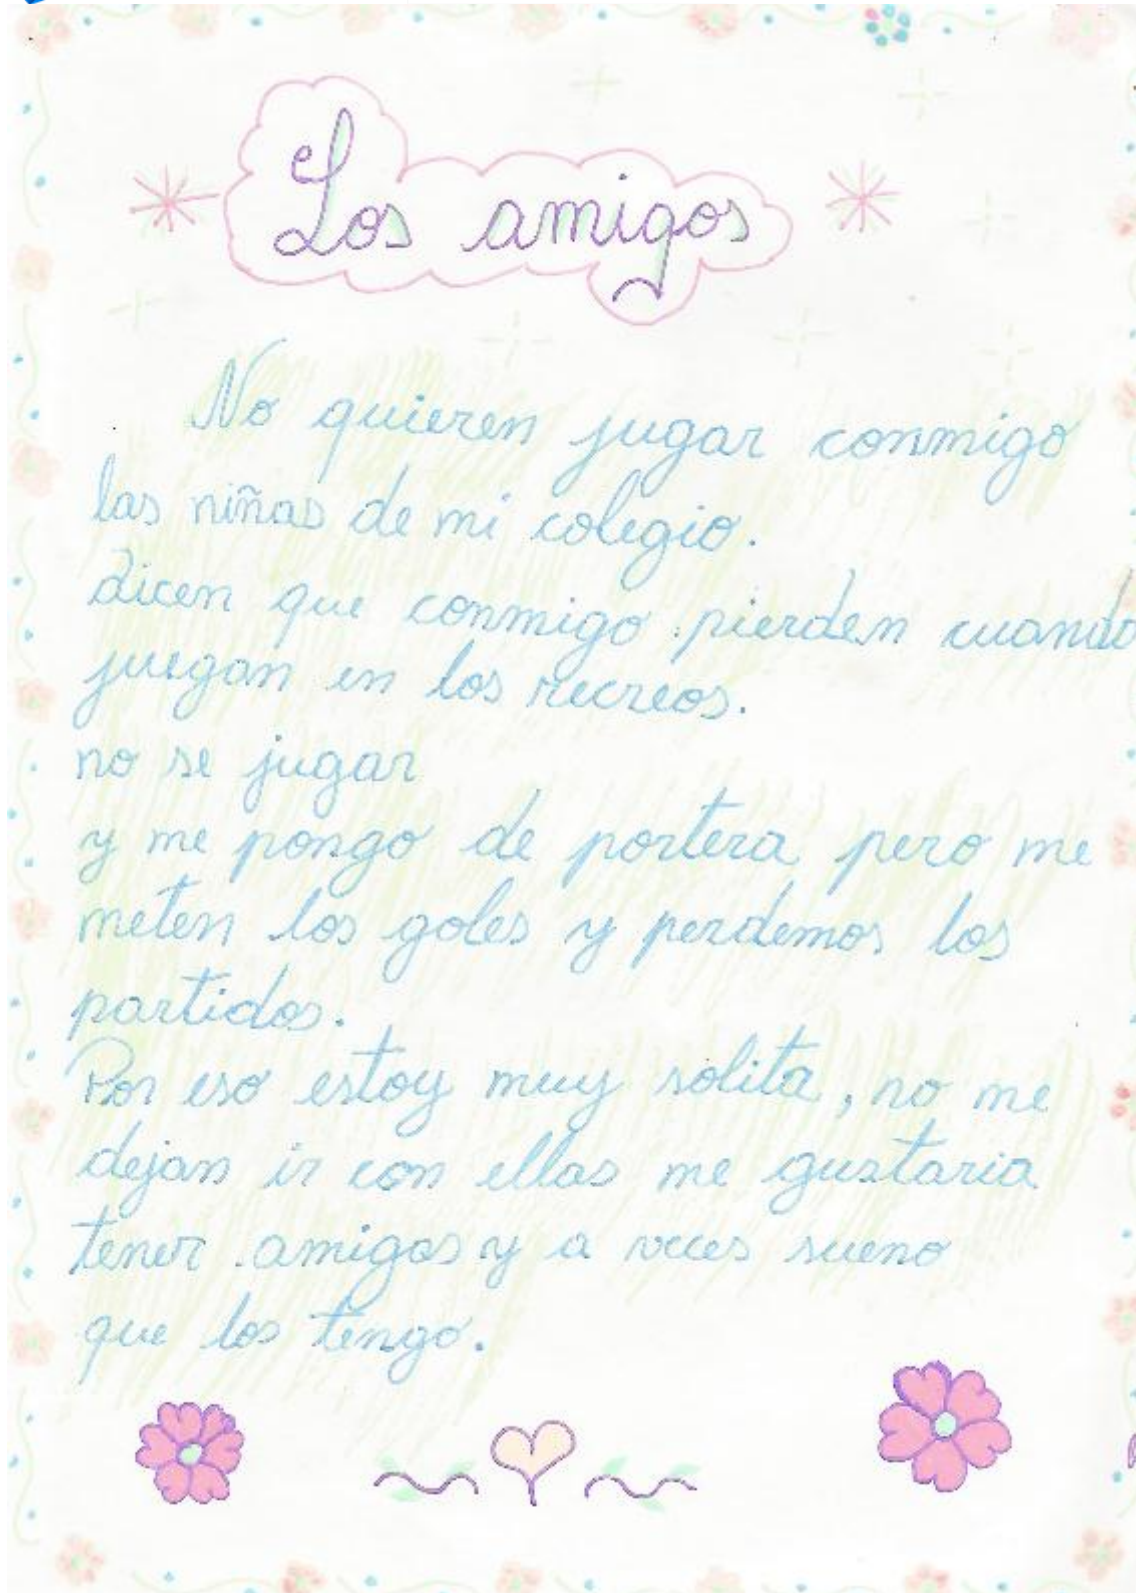 Los amigos
No quieren jugar conmigo
las niñas de mi colegio.
dicen que conmigo pierden cuando
juegan en los recreos.
no se jugar
y me pongo de portera pero me
meten los goles y perdemos los
partidos.
Por eso estoy muy solita, no me
dejan ir con ellas me gustaria
tener amigos y a veces sueno
que los tengo.